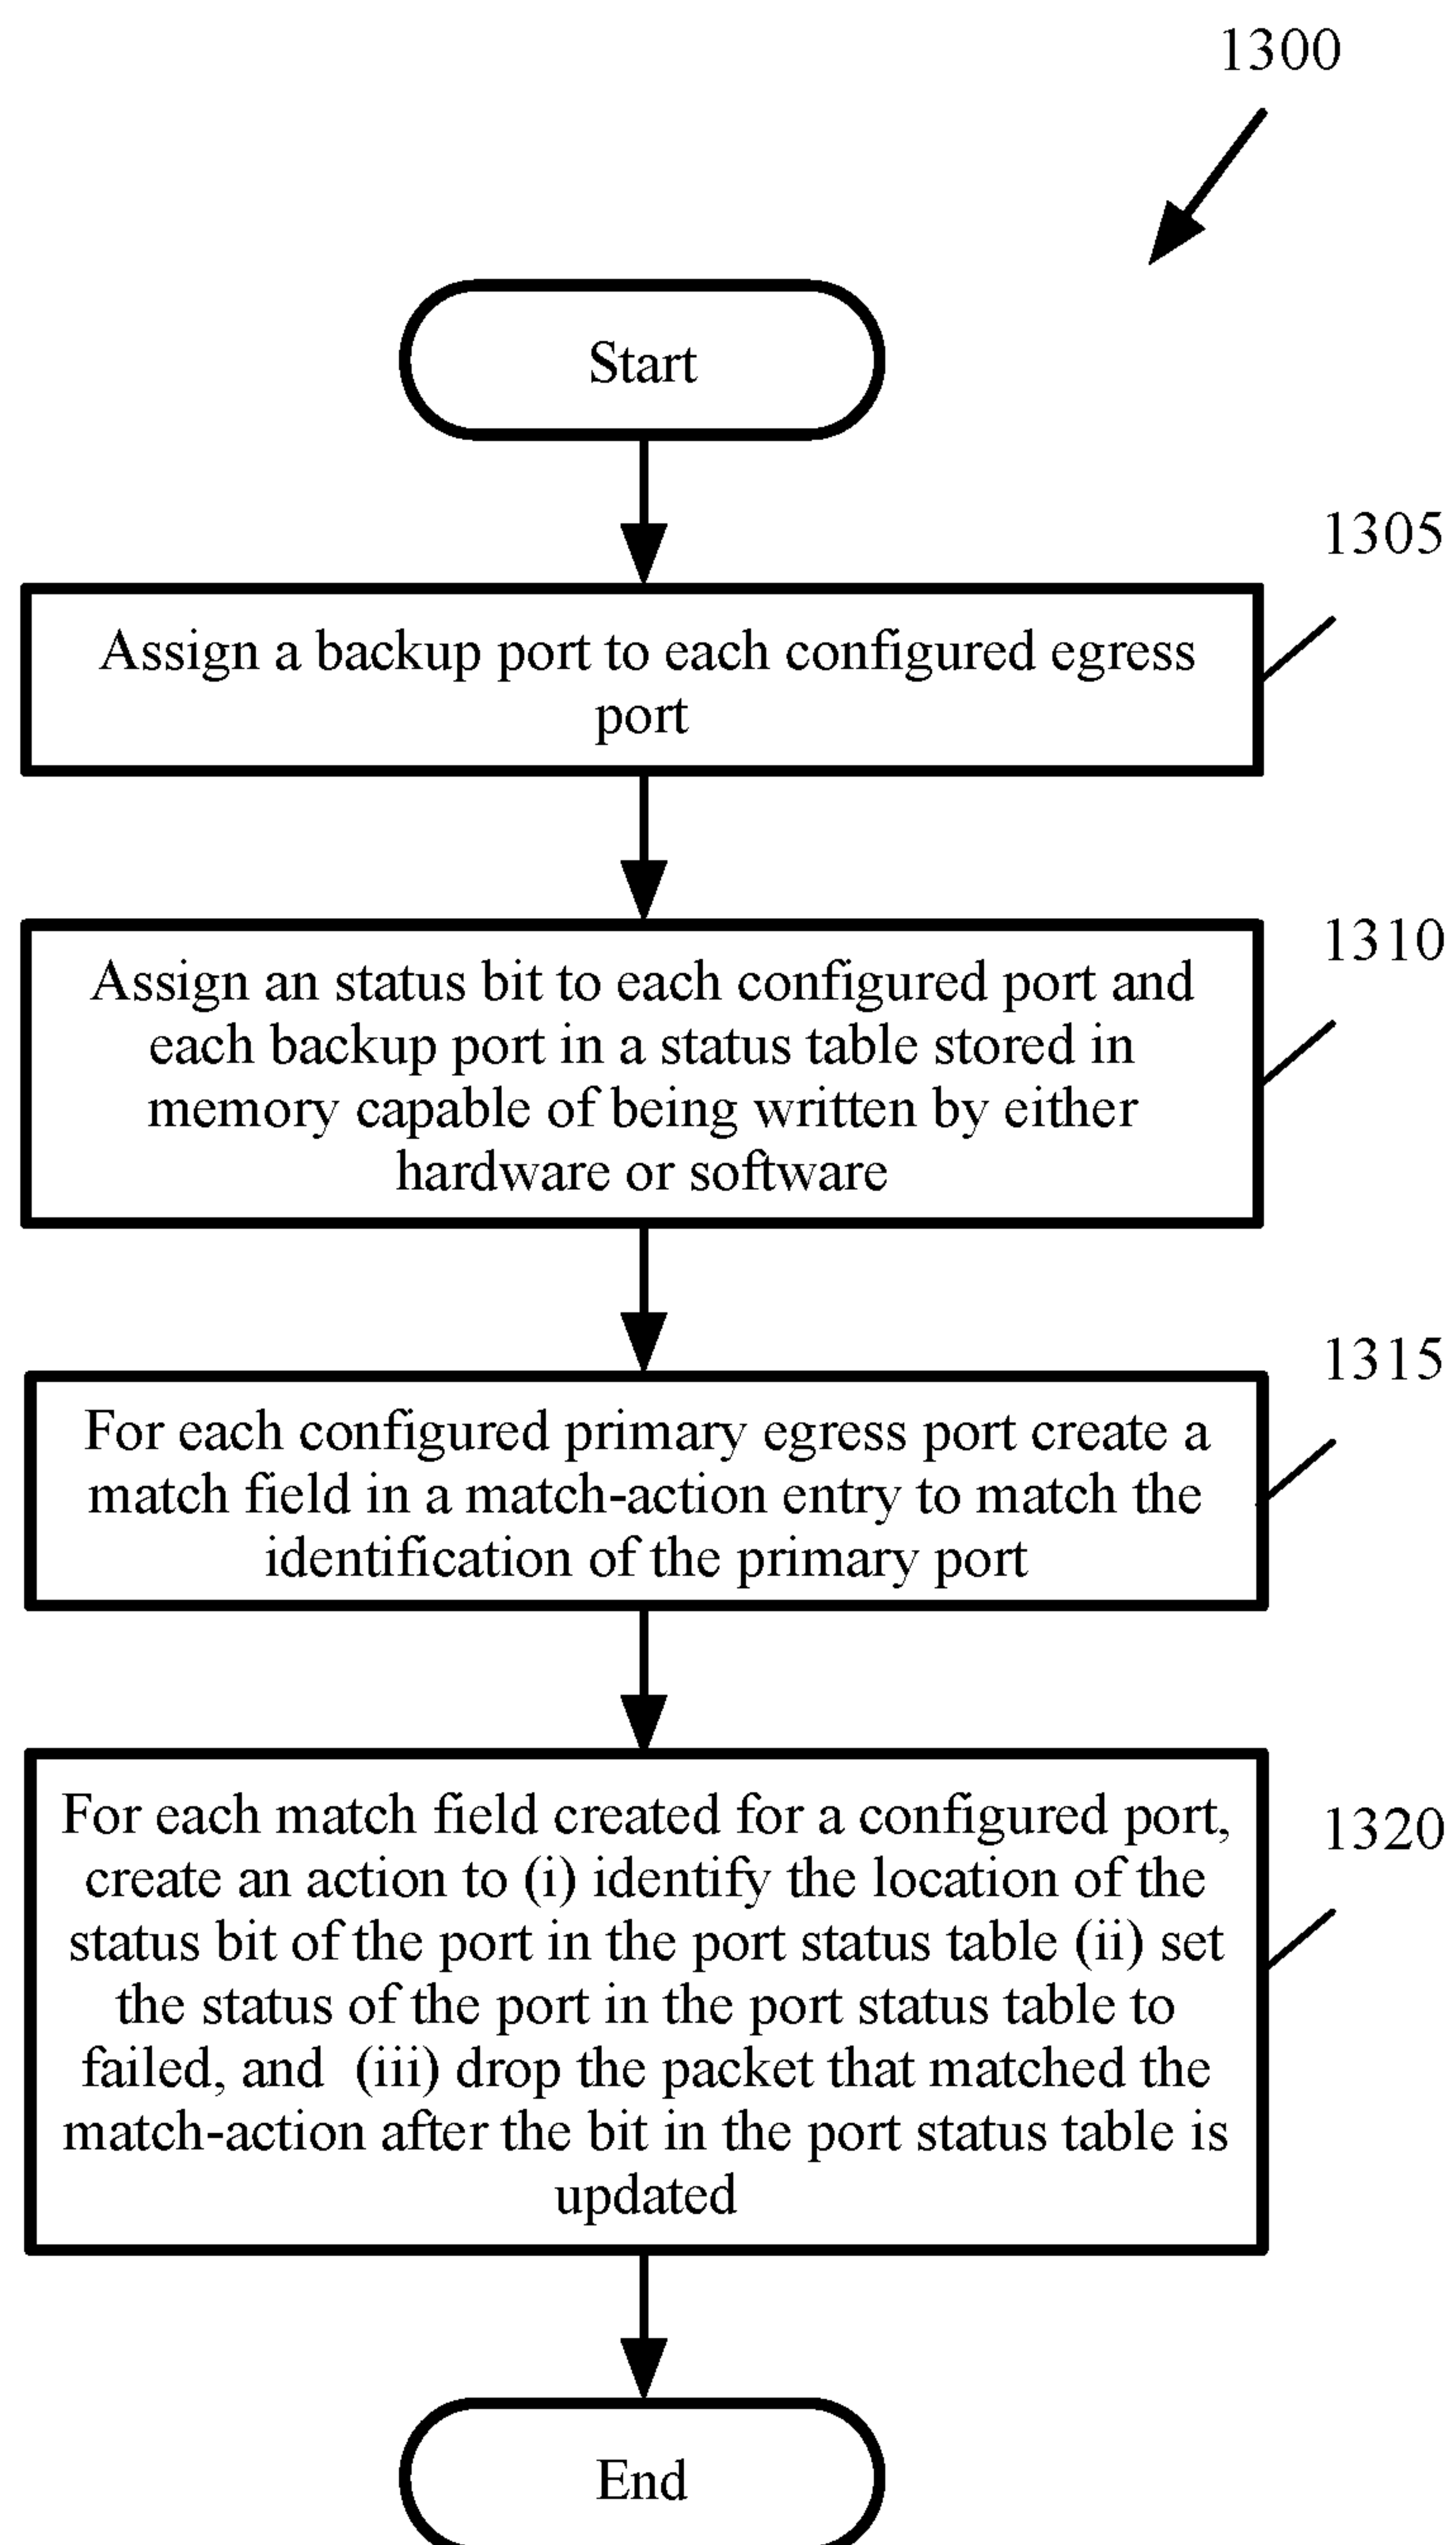 1300
Start
1305
Assign a backup port to each configured egress
port
1310
Assign an status bit to each configured port and
each backup port in a status table stored in
memory capable of being written by either
hardware or software
1315
For each configured primary egress port create a
match field in a match-action entry to match the
identification of the primary port
1320
For each match field created for a configured port,
create an action to (i) identify the location of the
status bit of the port in the port status table (ii) set
the status of the port in the port status table to
failed, and (iii) drop the packet that matched the
match-action after the bit in the port status table is
updated
End